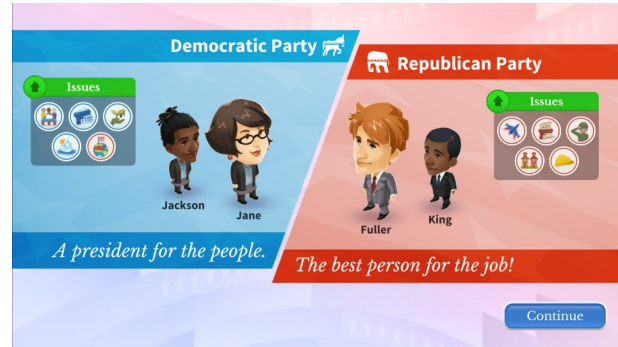 Democratic Party
Issues
Jackson
Jane
A president for the people.
Republican Party
Issues
Fuller
King
The best person for the job!
Continue